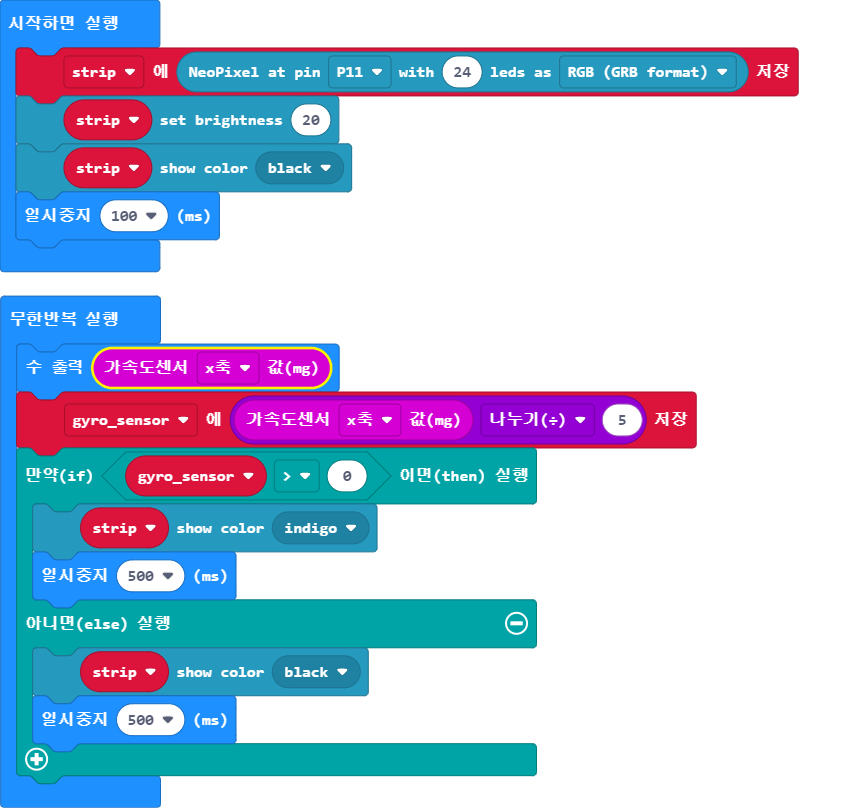 시작하면 실행
strip 에 NeoPixel at pin P11 with 24 leds as RGB (GRB format) 저장
strip set brightness 20
strip show color black
일시중지 100 (ms)
무한반복 실행
수 출력 가속도센서 x축 값(mg)
gyro_sensor 에 가속도센서 x축 값(mg) 나누기(÷) 5 저장
만약(if) gyro_sensor > 0 이면(then) 실행
strip show color indigo
일시중지 500 (ms)
아니면(else) 실행
strip show color black
일시중지 500 (ms)